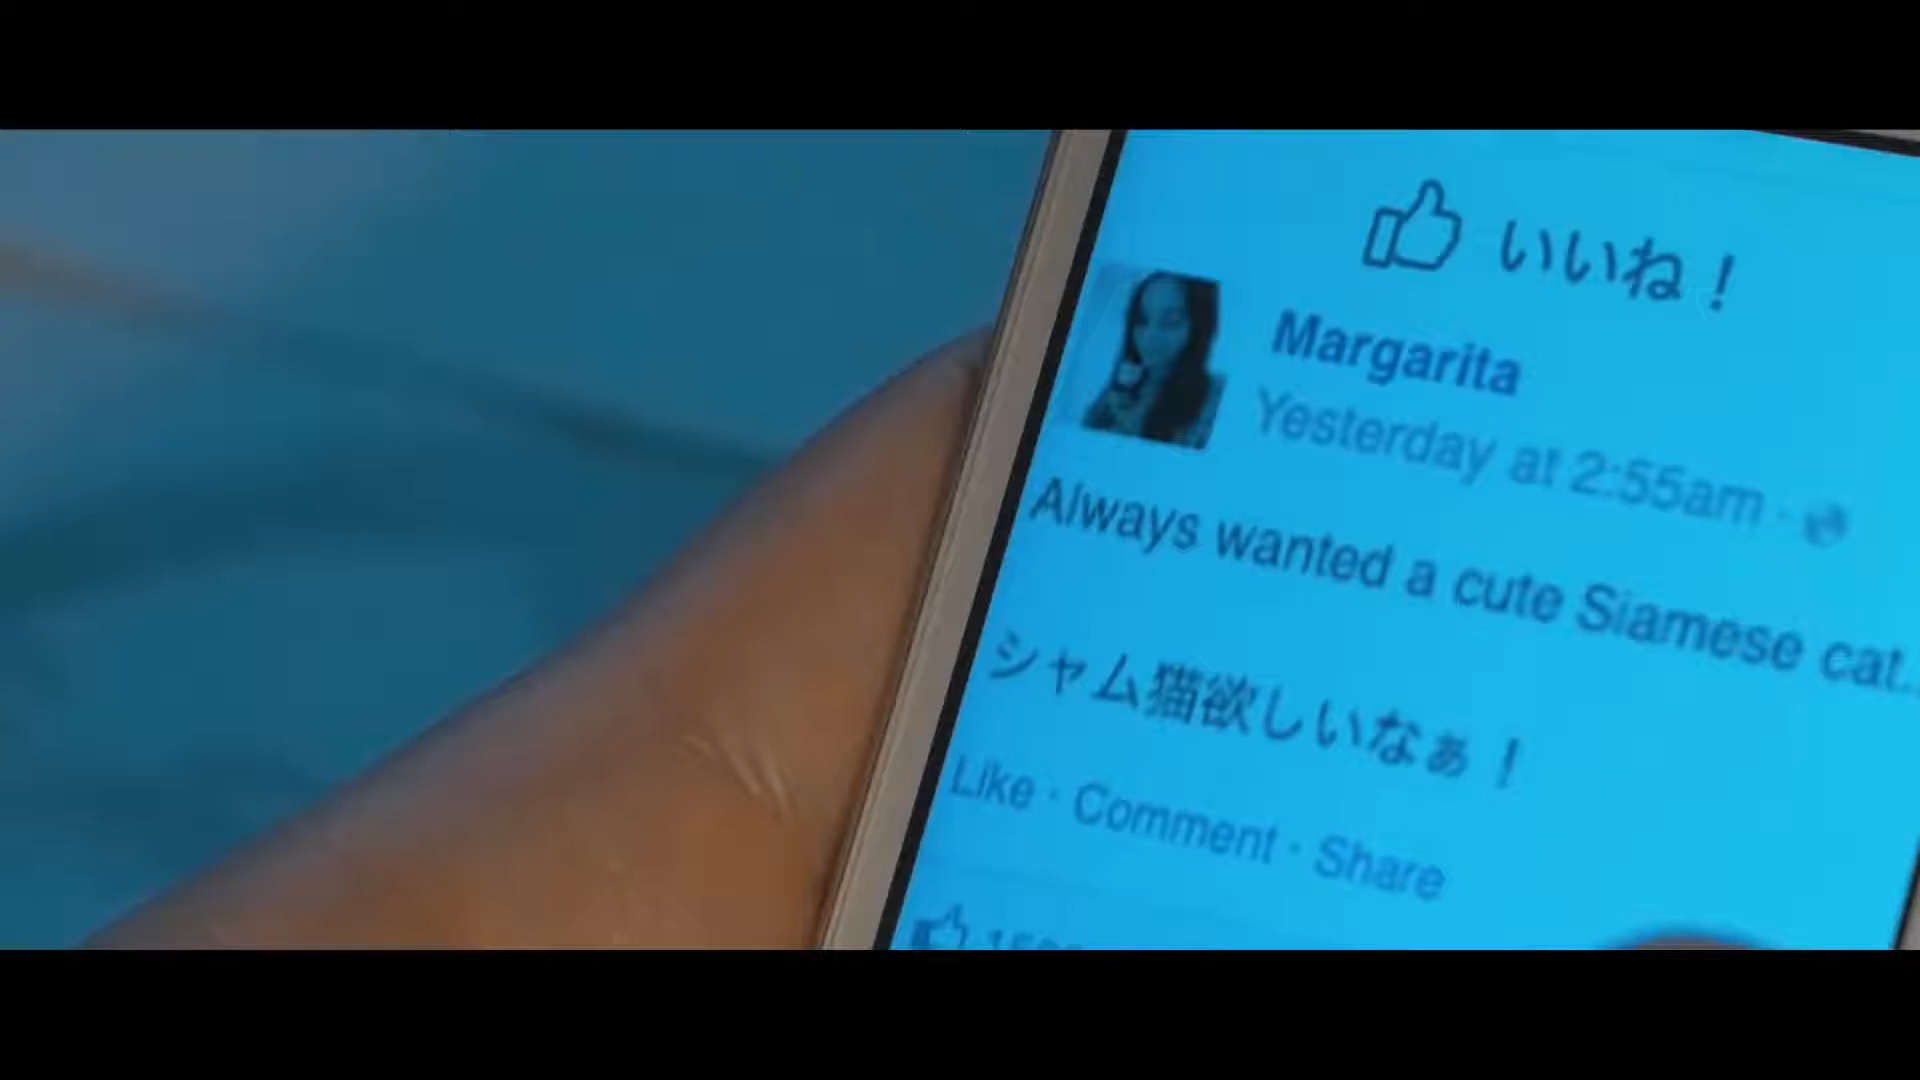 いいね！
Margarita
Yesterday at 2:55am ·
Always wanted a cute Siamese cat...
シャム猫欲しいなぁ！
Like · Comment · Share